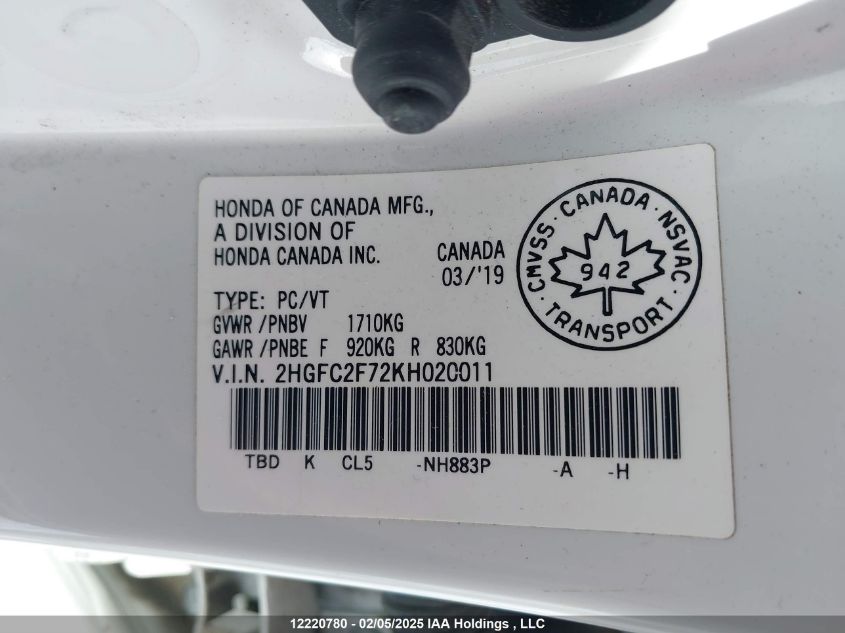 HONDA OF CANADA MFG.,
A DIVISION OF
HONDA CANADA INC.
CANADA
03/'19
CMVSS · CANADA · NSVAC · TRANSPORT ·
942
TYPE: PC/VT
GVWR/PNBV 1710KG
GAWR/PNBE F 920KG R 830KG
V.I.N. 2HGFC2F72KH020011
TBD K CL5 -NH883P -A -H
12220780 - 02/05/2025 IAA Holdings, LLC